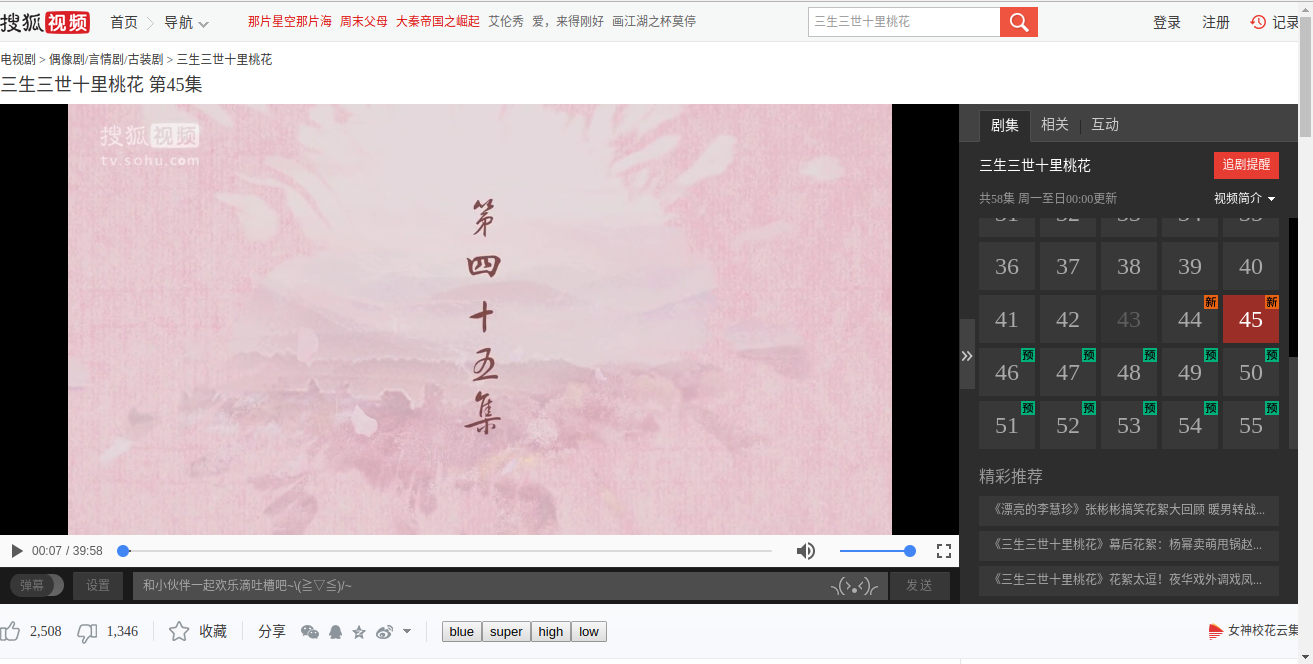 搜狐视频 首页 导航 那片星空那片海 周末父母 大秦帝国之崛起 艾伦秀 爱，来得刚好 画江湖之杯莫停 三生三世十里桃花 登录 注册 记录
电视剧 > 偶像剧/言情剧/古装剧 > 三生三世十里桃花
三生三世十里桃花 第45集
搜狐视频
tv.sohu.com
第四十五集
00:07 / 39:58
弹幕 设置 和小伙伴一起欢乐滴吐槽吧~\(≧▽≦)/~ 发送
2,508 1,346 收藏 分享 blue super high low 女神校花云集
剧集 相关 互动
三生三世十里桃花 追剧提醒
共58集 周一至日00:00更新 视频简介
31 32 33 34 35
36 37 38 39 40
41 42 43 44 新 45 新
46 预 47 预 48 预 49 预 50 预
51 预 52 预 53 预 54 预 55 预
精彩推荐
《漂亮的李慧珍》张彬彬搞笑花絮大回顾 暖男转战...
《三生三世十里桃花》幕后花絮：杨幂卖萌甩锅赵...
《三生三世十里桃花》花絮太逗！夜华戏外调戏凤...